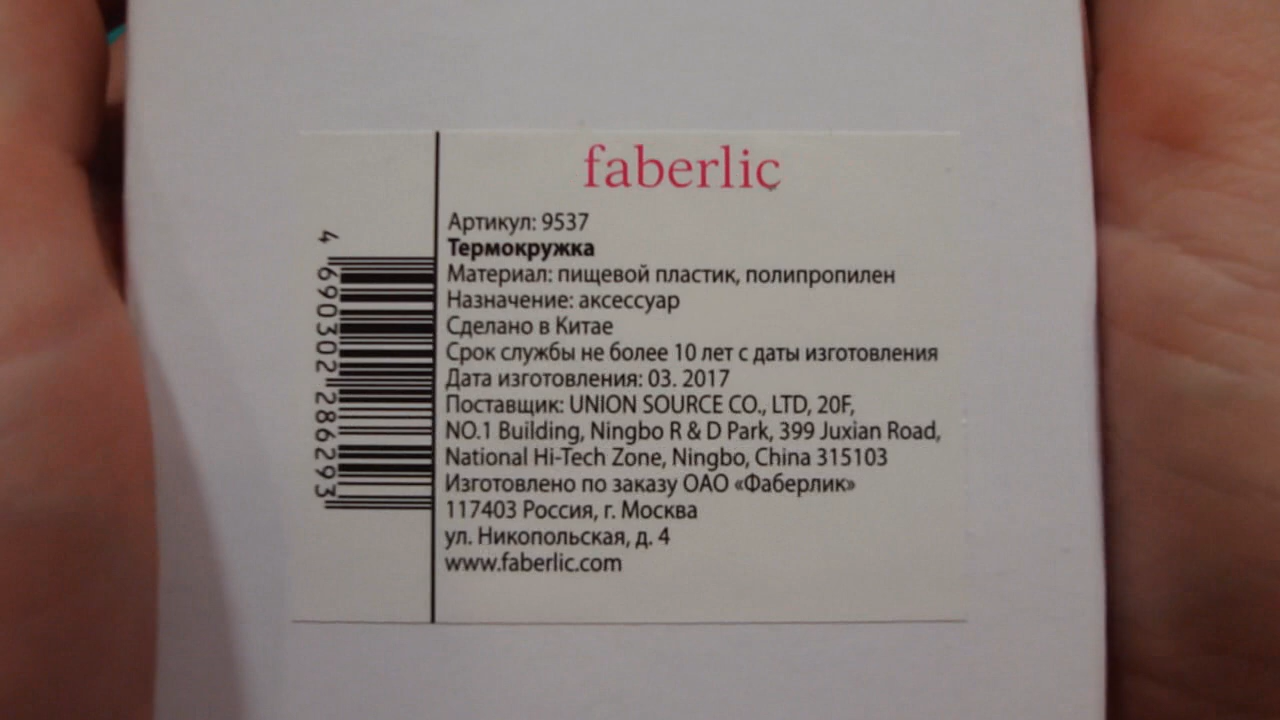 faberlic
Артикул: 9537
Термокружка
Материал: пищевой пластик, полипропилен
Назначение: аксессуар
Сделано в Китае
Срок службы не более 10 лет с даты изготовления
Дата изготовления: 03. 2017
Поставщик: UNION SOURCE CO., LTD, 20F,
NO.1 Building, Ningbo R & D Park, 399 Juxian Road,
National Hi-Tech Zone, Ningbo, China 315103
Изготовлено по заказу ОАО «Фаберлик»
117403 Россия, г. Москва
ул. Никопольская, д. 4
www.faberlic.com
4 690302 286293